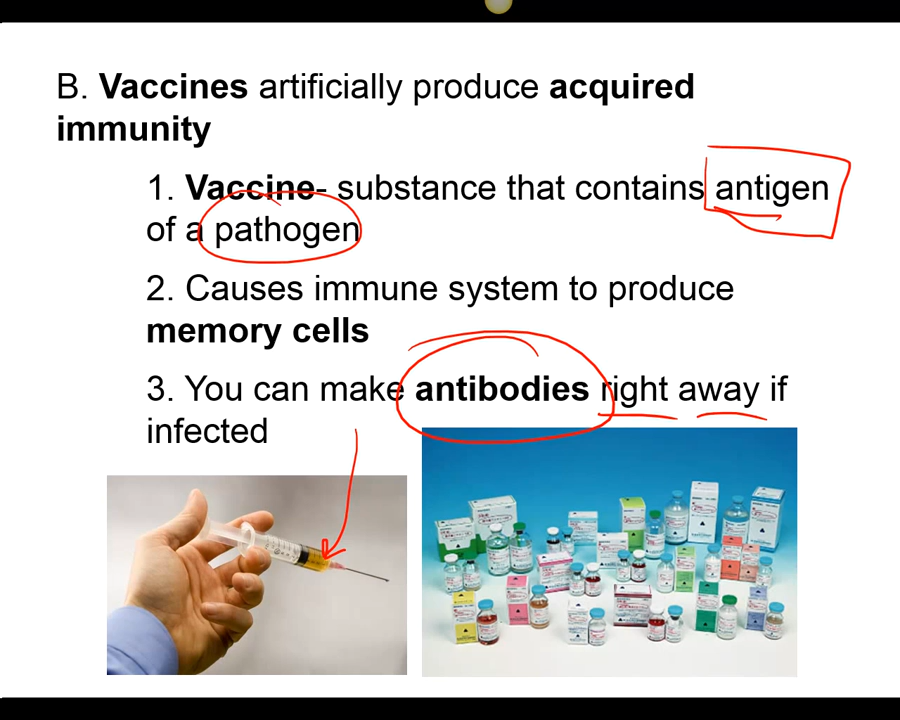 B. Vaccines artificially produce acquired
immunity
1. Vaccine- substance that contains antigen
of a pathogen
2. Causes immune system to produce
memory cells
3. You can make antibodies right away if
infected